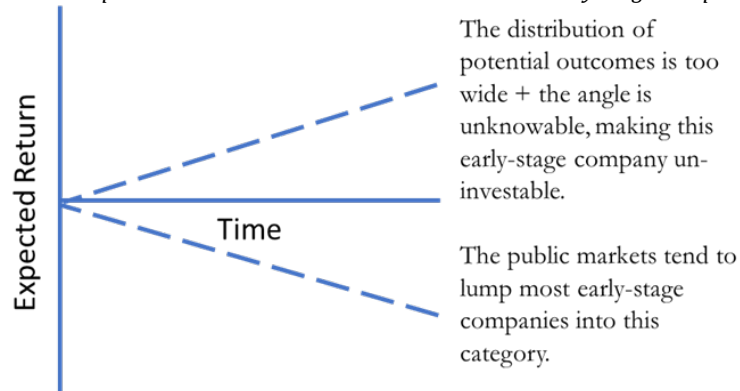 The distribution of
potential outcomes is too
wide + the angle is
unknowable, making this
early-stage company un-
investable.
Expected Return
Time
The public markets tend to
lump most early-stage
companies into this
category.